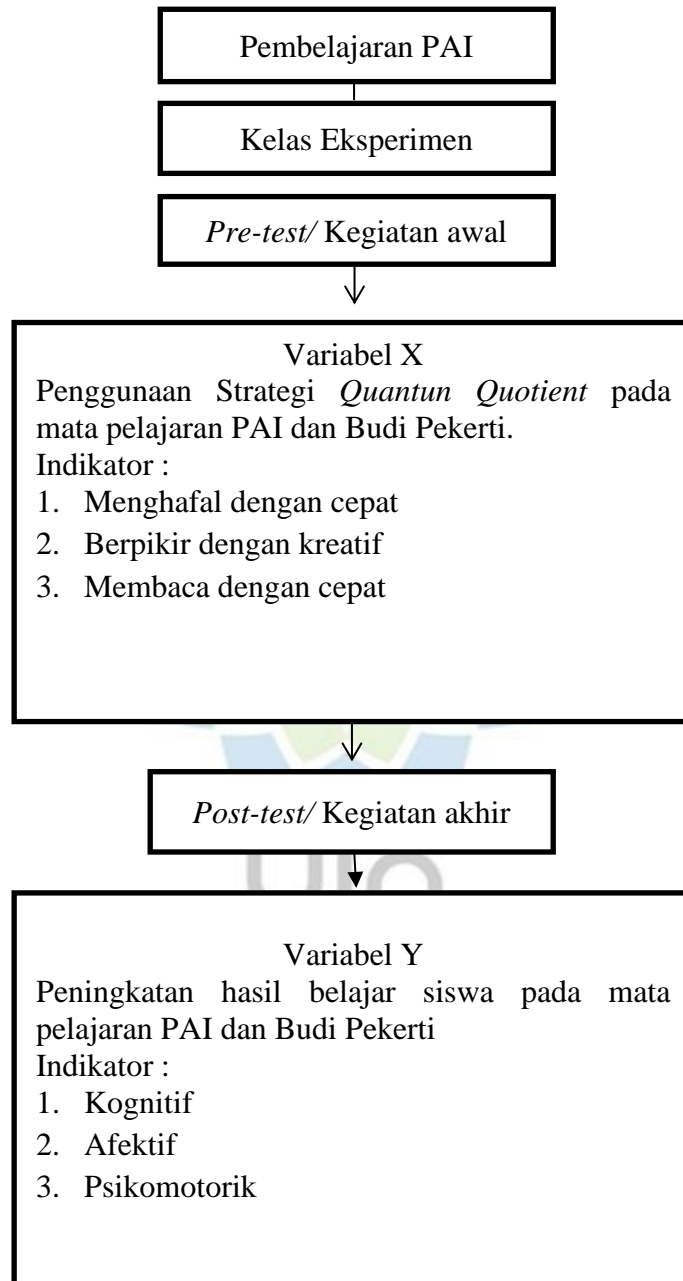 Pembelajaran PAI
Kelas Eksperimen
Pre-test/ Kegiatan awal
Variabel X
Penggunaan Strategi Quantun Quotient pada
mata pelajaran PAI dan Budi Pekerti.
Indikator :
1. Menghafal dengan cepat
2. Berpikir dengan kreatif
3. Membaca dengan cepat
Post-test/ Kegiatan akhir
Variabel Y
Peningkatan hasil belajar siswa pada mata
pelajaran PAI dan Budi Pekerti
Indikator :
1. Kognitif
2. Afektif
3. Psikomotorik